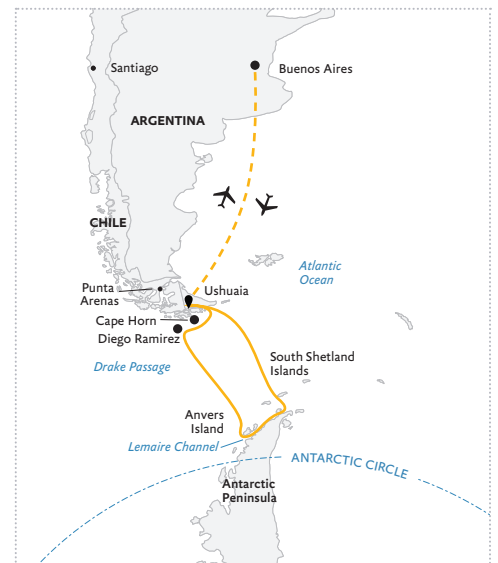 Santiago
Buenos Aires
ARGENTINA
CHILE
Atlantic
Ocean
Punta
Arenas
Ushuaia
Cape Horn
Diego Ramirez
Drake Passage
South Shetland
Islands
Anvers
Island
Lemaire Channel
ANTARCTIC CIRCLE
Antarctic
Peninsula